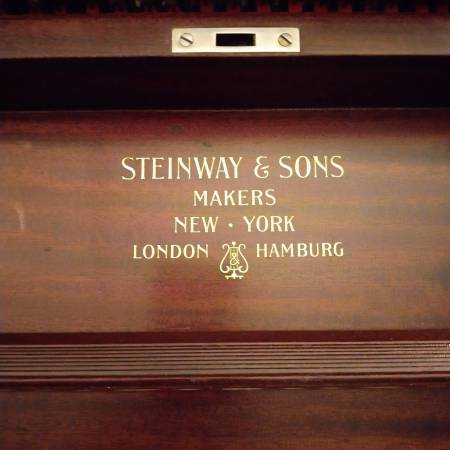 STEINWAY & SONS
MAKERS
NEW · YORK
LONDON HAMBURG